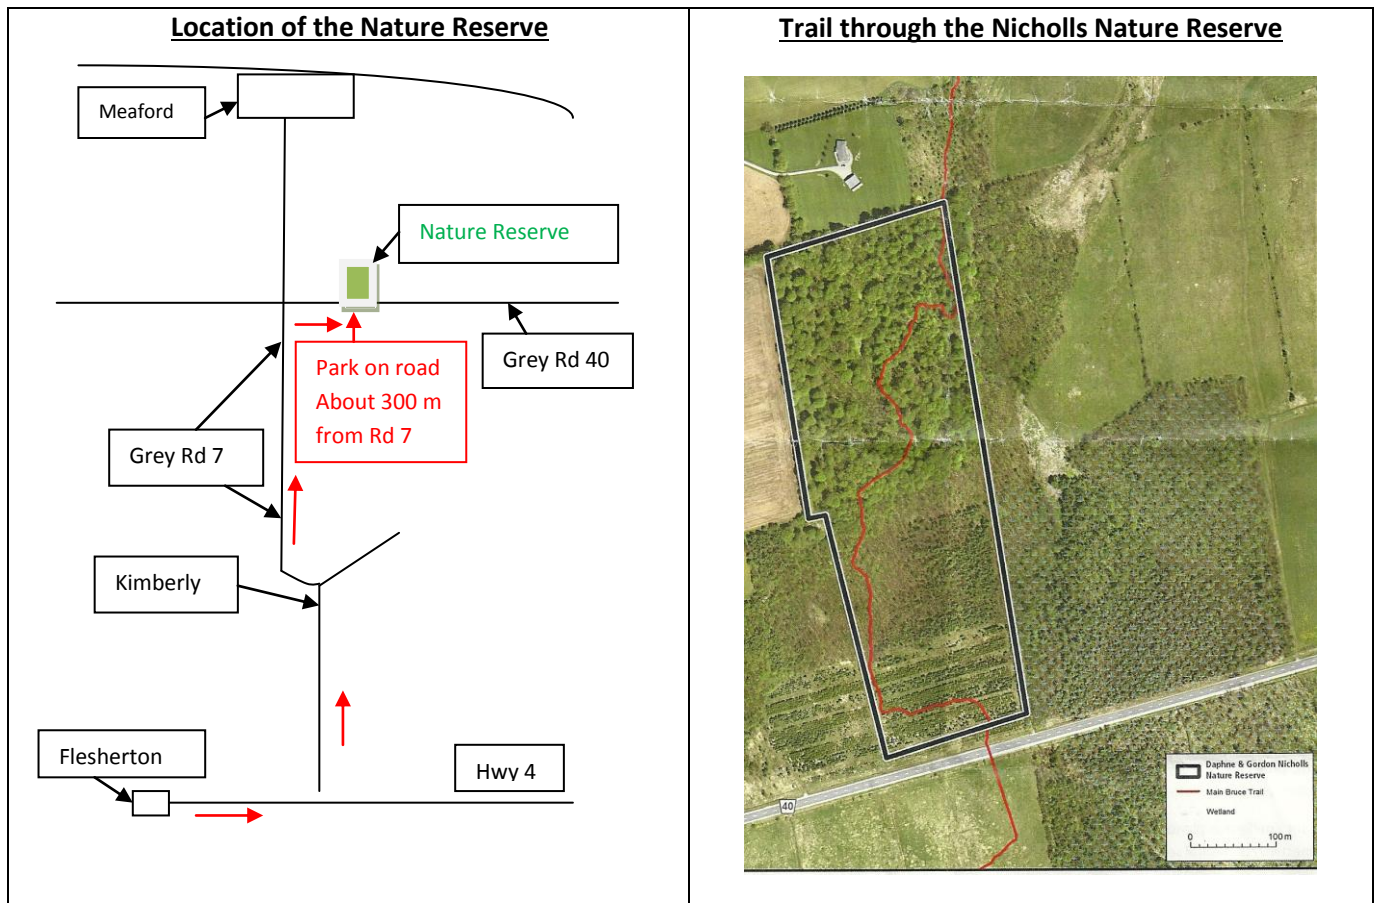 Location of the Nature Reserve
Meaford
Nature Reserve
Grey Rd 40
Park on road
About 300 m
from Rd 7
Grey Rd 7
Kimberly
Flesherton
Hwy 4
Trail through the Nicholls Nature Reserve
40
Daphne & Gordon Nicholls
Nature Reserve
Main Bruce Trail
Wetland
0 100 m